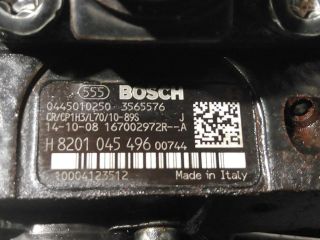 555 BOSCH
0445010250 3565576
CR/CP1H3/L70/10-89S J
14-10-08 167002972R--A
H 8201 045 496 00744
10004123512 Made in Italy